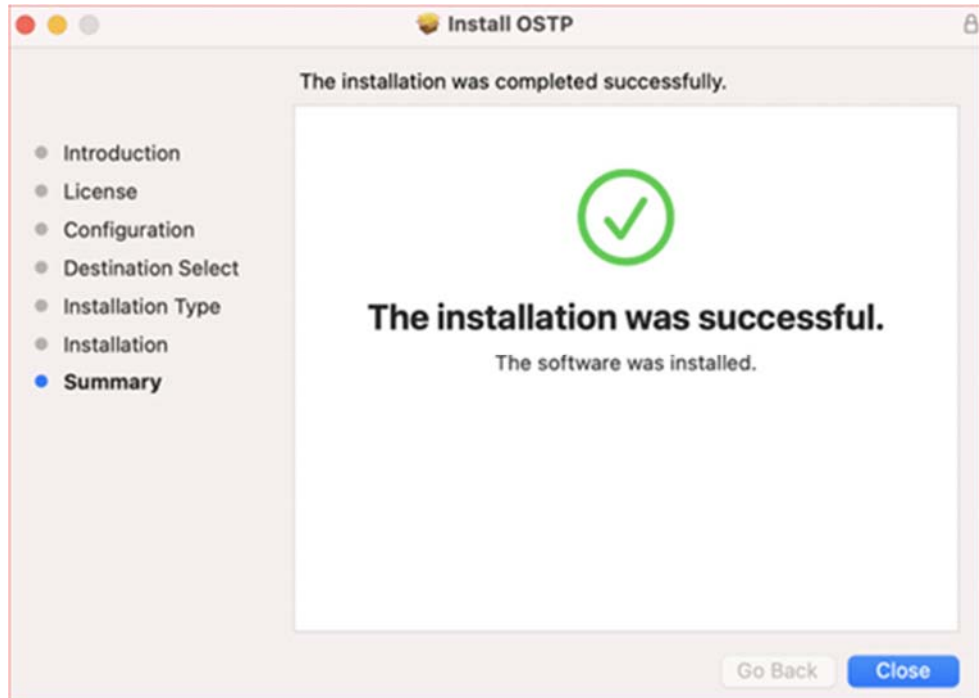 Install OSTP
The installation was completed successfully.
Introduction
License
Configuration
Destination Select
Installation Type
Installation
Summary
The installation was successful.
The software was installed.
Go Back
Close